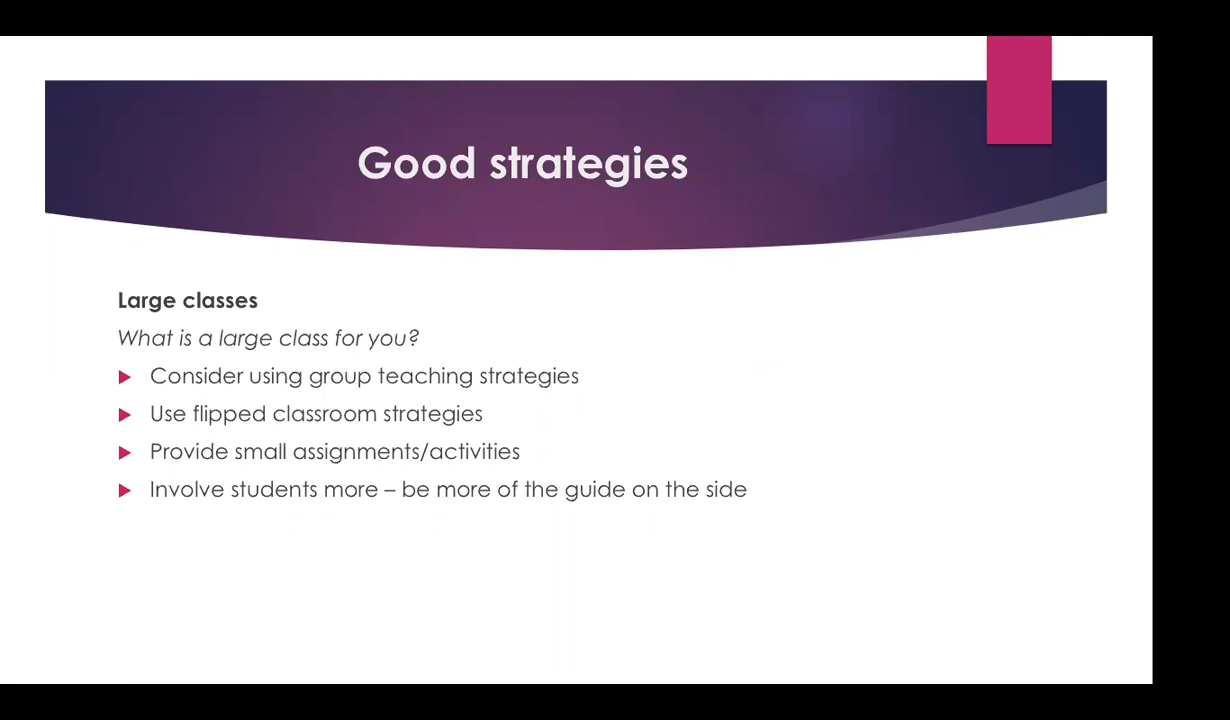 Good strategies
Large classes
What is a large class for you?
Consider using group teaching strategies
Use flipped classroom strategies
Provide small assignments/activities
Involve students more – be more of the guide on the side